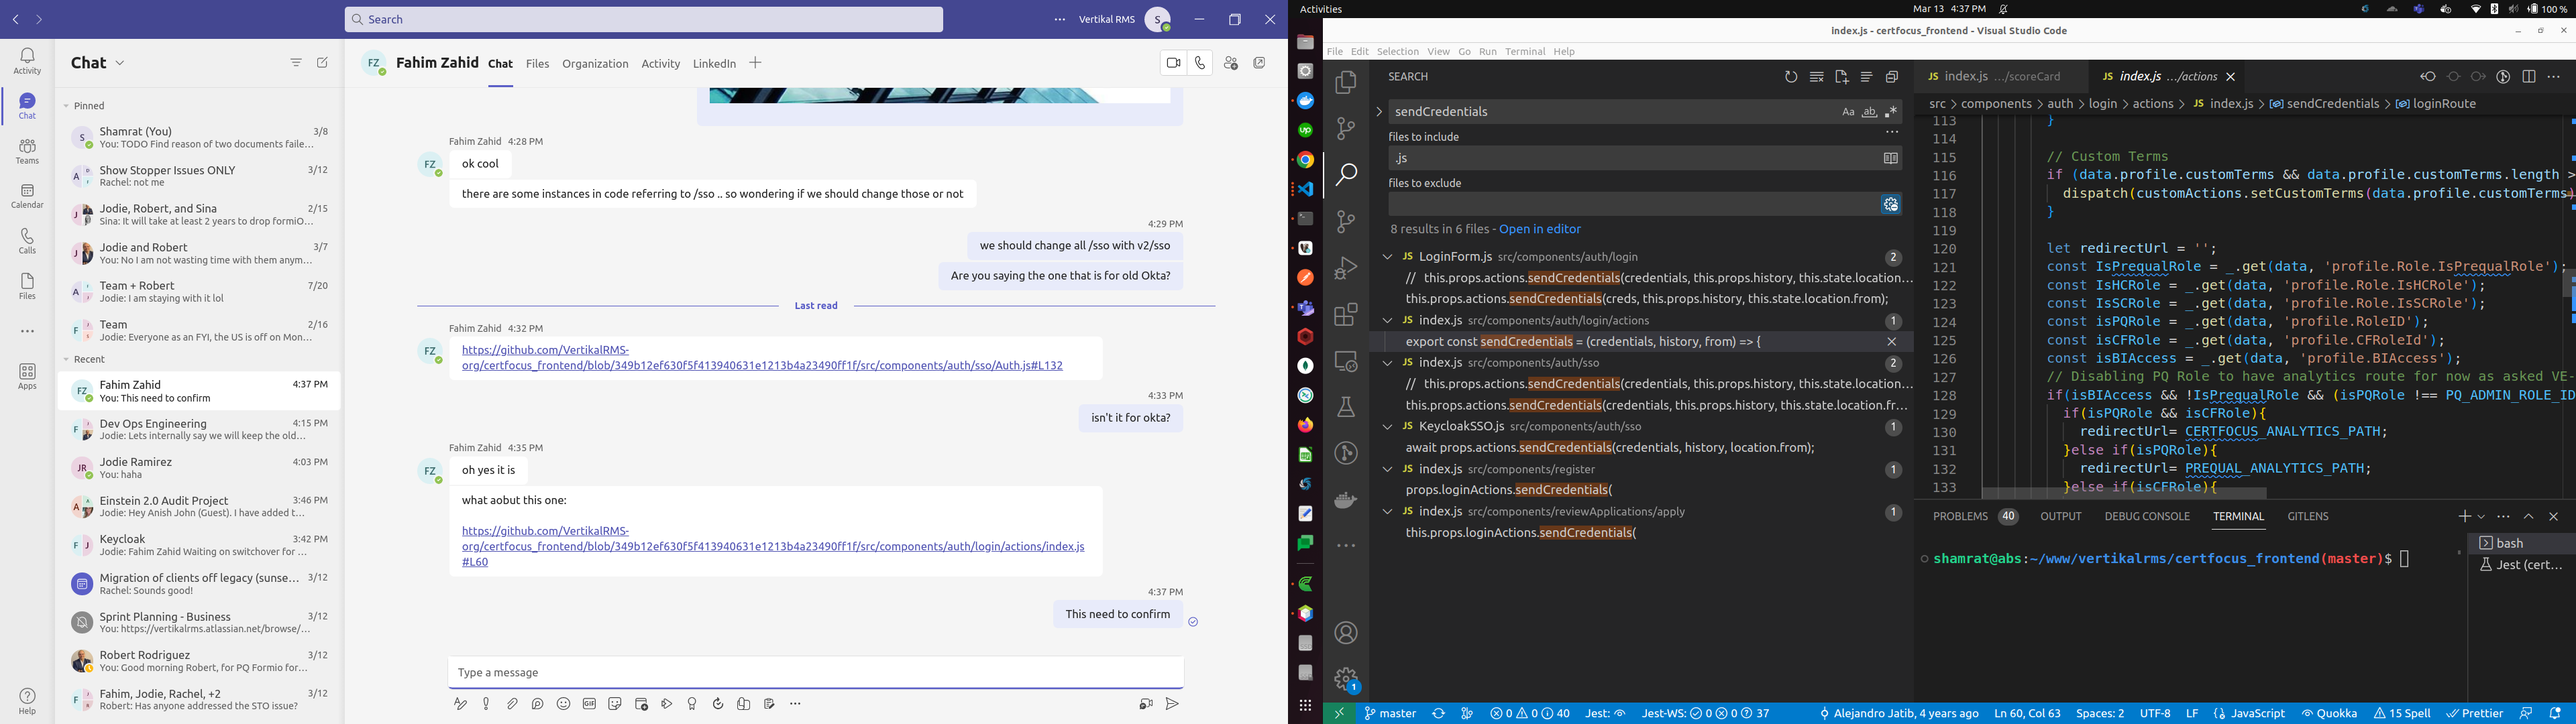 Search
Vertikal RMS
S
Activity
Chat
Teams
Calendar
Calls
Files
Apps
Help
Chat
Pinned
Shamrat (You) 3/8
You: TODO Find reason of two documents faile...
Show Stopper Issues ONLY 3/12
Rachel: not me
Jodie, Robert, and Sina 2/15
Sina: It will take at least 2 years to drop formiO...
Jodie and Robert 3/7
You: No I am not wasting time with them anym...
Team + Robert 7/20
Jodie: I am staying with it lol
Team 2/16
Jodie: Everyone as an FYI, the US is off on Mon...
Recent
Fahim Zahid 4:37 PM
You: This need to confirm
Dev Ops Engineering 4:15 PM
Jodie: Lets internally say we will keep the old...
Jodie Ramirez 4:03 PM
You: haha
Einstein 2.0 Audit Project 3:46 PM
Jodie: Hey Anish John (Guest). I have added t...
Keycloak 3:42 PM
Jodie: Fahim Zahid Waiting on switchover for ...
Migration of clients off legacy (sunse... 3/12
Rachel: Sounds good!
Sprint Planning - Business 3/12
You: https://vertikalrms.atlassian.net/browse/...
Robert Rodriguez 3/12
You: Good morning Robert, for PQ Formio for...
Fahim, Jodie, Rachel, +2 3/12
Robert: Has anyone addressed the STO issue?
FZ Fahim Zahid Chat Files Organization Activity LinkedIn
Fahim Zahid 4:28 PM
FZ
ok cool
there are some instances in code referring to /sso .. so wondering if we should change those or not
4:29 PM
we should change all /sso with v2/sso
Are you saying the one that is for old Okta?
Last read
Fahim Zahid 4:32 PM
FZ
https://github.com/VertikalRMS-
org/certfocus_frontend/blob/349b12ef630f5f413940631e1213b4a23490ff1f/src/components/auth/sso/Auth.js#L132
4:33 PM
isn't it for okta?
Fahim Zahid 4:35 PM
FZ
oh yes it is
what aobut this one:
https://github.com/VertikalRMS-
org/certfocus_frontend/blob/349b12ef630f5f413940631e1213b4a23490ff1f/src/components/auth/login/actions/index.js
#L60
4:37 PM
This need to confirm
Type a message
Activities
Mar 13 4:37 PM
100 %
index.js - certfocus_frontend - Visual Studio Code
File Edit Selection View Go Run Terminal Help
SEARCH
sendCredentials
files to include
.js
files to exclude
8 results in 6 files - Open in editor
JS LoginForm.js src/components/auth/login 2
// this.props.actions.sendCredentials(credentials, this.props.history, this.state.location...
this.props.actions.sendCredentials(creds, this.props.history, this.state.location.from);
JS index.js src/components/auth/login/actions 1
export const sendCredentials = (credentials, history, from) => {
JS index.js src/components/auth/sso 2
// this.props.actions.sendCredentials(credentials, this.props.history, this.state.location...
this.props.actions.sendCredentials(credentials, this.props.history, this.state.location.fr...
JS KeycloakSSO.js src/components/auth/sso 1
await props.actions.sendCredentials(credentials, history, location.from);
JS index.js src/components/register 1
props.loginActions.sendCredentials(
JS index.js src/components/reviewApplications/apply 1
this.props.loginActions.sendCredentials(
JS index.js .../scoreCard
JS index.js .../actions
src > components > auth > login > actions > JS index.js > sendCredentials > loginRoute
113 }
114
115 // Custom Terms
116 if (data.profile.customTerms && data.profile.customTerms.length >
117 dispatch(customActions.setCustomTerms(data.profile.customTerms)
118 }
119
120 let redirectUrl = '';
121 const IsPrequalRole = _.get(data, 'profile.Role.IsPrequalRole');
122 const IsHCRole = _.get(data, 'profile.Role.IsHCRole');
123 const IsSCRole = _.get(data, 'profile.Role.IsSCRole');
124 const isPQRole = _.get(data, 'profile.RoleID');
125 const isCFRole = _.get(data, 'profile.CFRoleId');
126 const isBIAccess = _.get(data, 'profile.BIAccess');
127 // Disabling PQ Role to have analytics route for now as asked VE-
128 if(isBIAccess && !IsPrequalRole && (isPQRole !== PQ_ADMIN_ROLE_ID
129 if(isPQRole && isCFRole){
130 redirectUrl= CERTFOCUS_ANALYTICS_PATH;
131 }else if(isPQRole){
132 redirectUrl= PREQUAL_ANALYTICS_PATH;
133 }else if(isCFRole){
PROBLEMS 40 OUTPUT DEBUG CONSOLE TERMINAL GITLENS
shamrat@abs:~/www/vertikalrms/certfocus_frontend(master)$
bash
Jest (cert...
master 0 0 40 Jest: Jest-WS: 0 0 37 Alejandro Jatib, 4 years ago Ln 60, Col 63 Spaces: 2 UTF-8 LF JavaScript Quokka 15 Spell Prettier